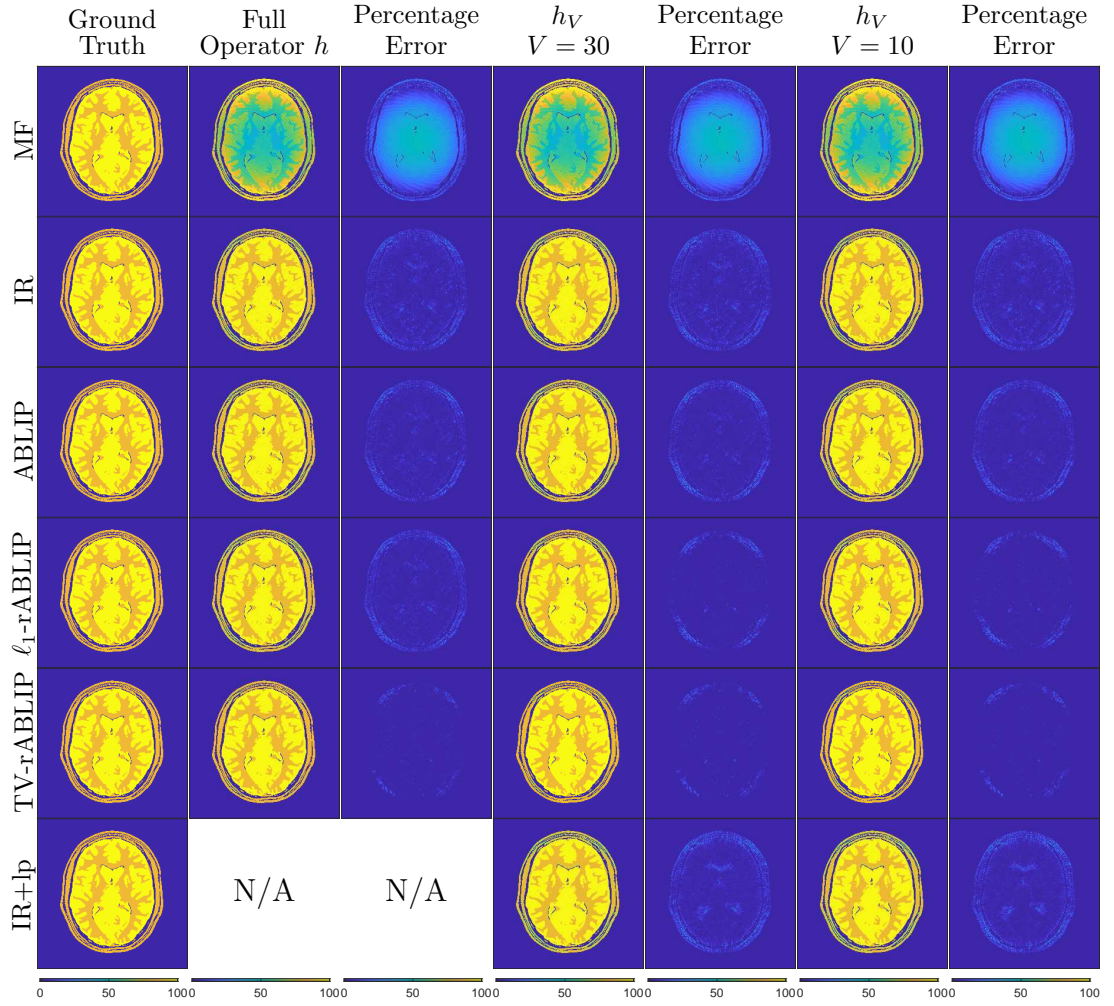 Ground Truth
Full Operator h
Percentage Error
h_V V = 30
Percentage Error
h_V V = 10
Percentage Error
MF
IR
ABLIP
ℓ₁-rABLIP
TV-rABLIP
IR+lp
N/A
N/A
0 50 100
0 50 100
0 50 100
0 50 100
0 50 100
0 50 100
0 50 100